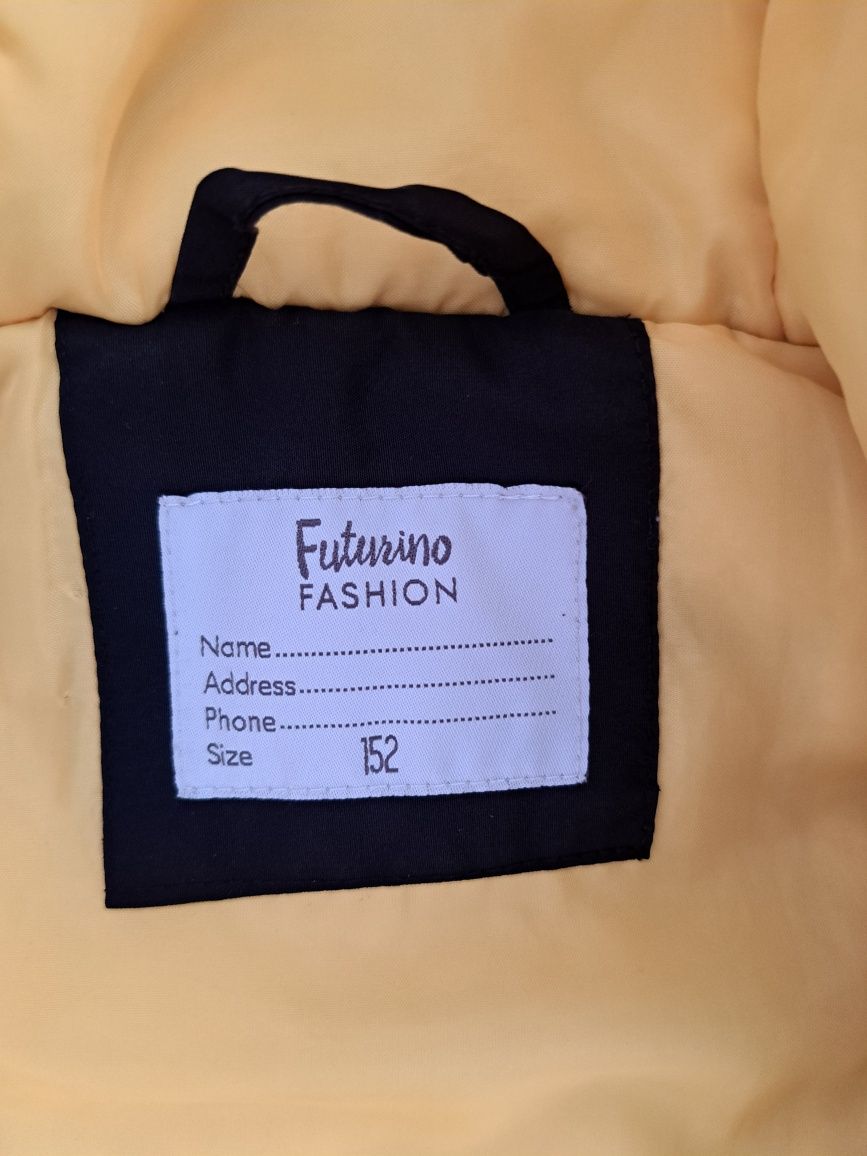 Futurino
FASHION
Name................................................
Address............................................
Phone...............................................
Size 152